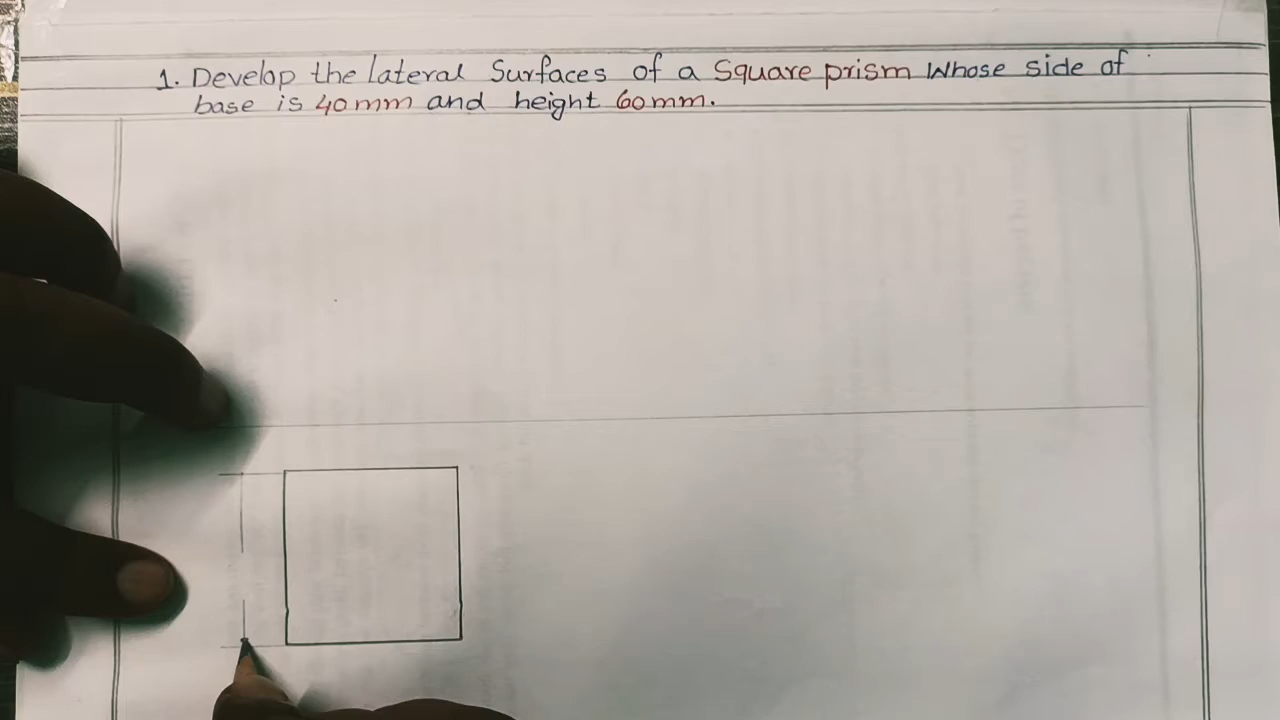 1. Develop the lateral Surfaces of a Square prism Whose side of
base is 40mm and height 60mm.